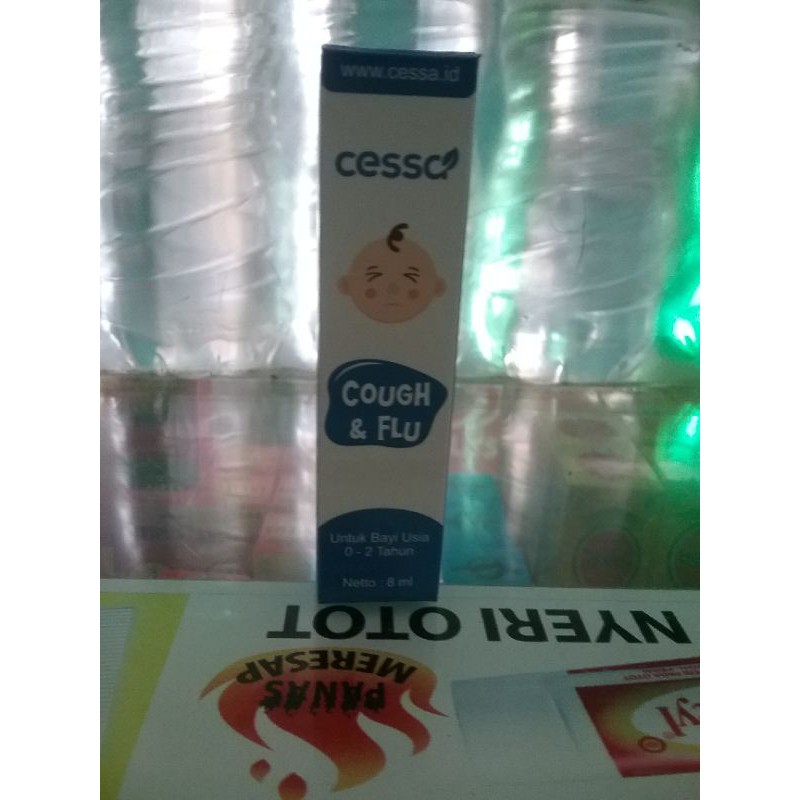 www.cessa.id
cessa
COUGH
& FLU
Untuk Bayi Usia
0 - 2 Tahun
Netto : 8 ml
NYERI OTOT
PANAS
MERESAP